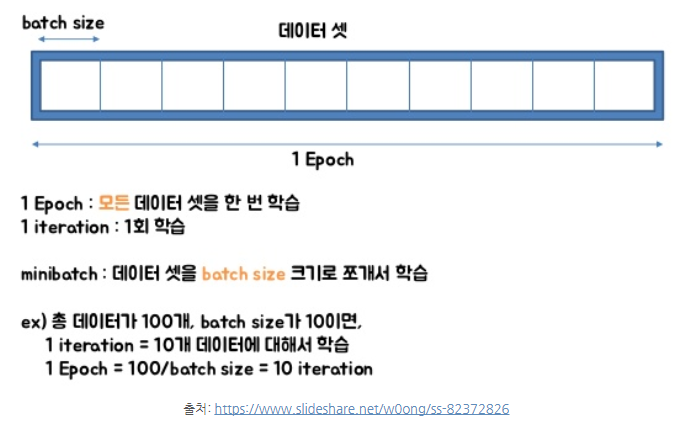 batch size
데이터 셋
1 Epoch
1 Epoch : 모든 데이터 셋을 한 번 학습
1 iteration : 1회 학습
minibatch : 데이터 셋을 batch size 크기로 쪼개서 학습
ex) 총 데이터가 100개, batch size가 10이면,
1 iteration = 10개 데이터에 대해서 학습
1 Epoch = 100/batch size = 10 iteration
출처: https://www.slideshare.net/w0ong/ss-82372826